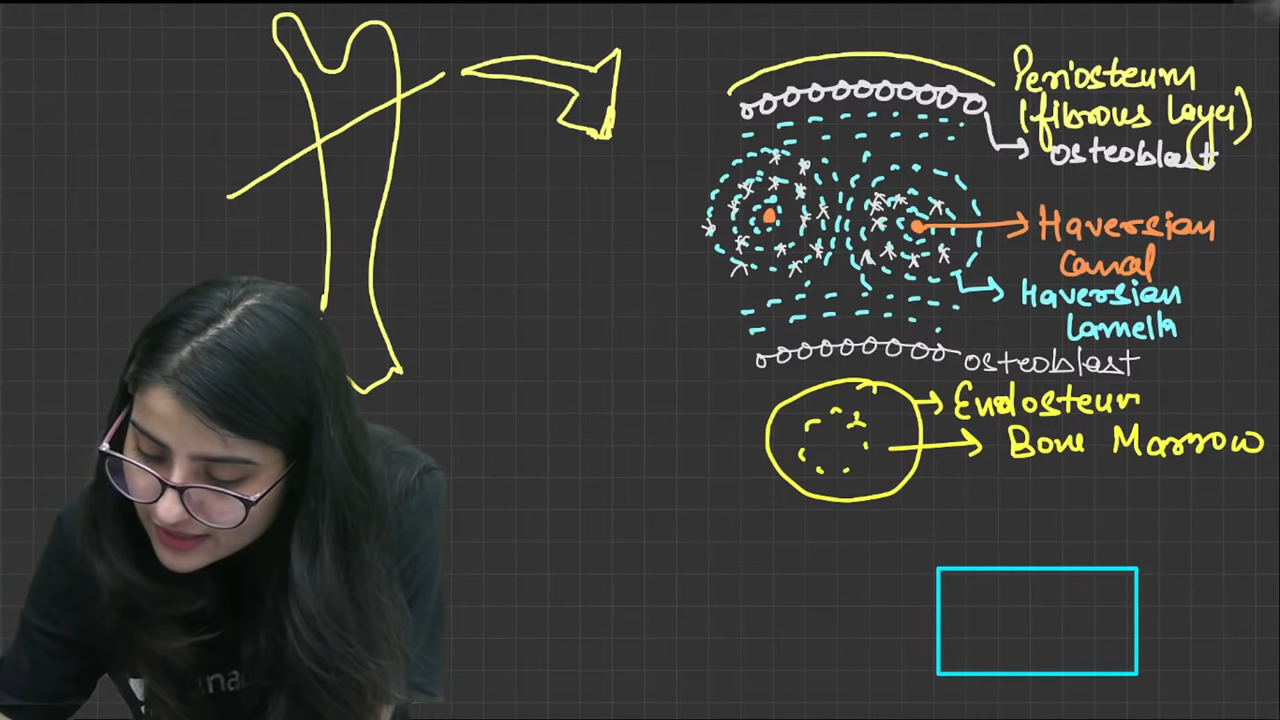 Periosteum
(fibrous Layer)
osteoblast
Haversian
Canal
Haversian
Lamella
osteoblast
Endosteum
Bone Marrow